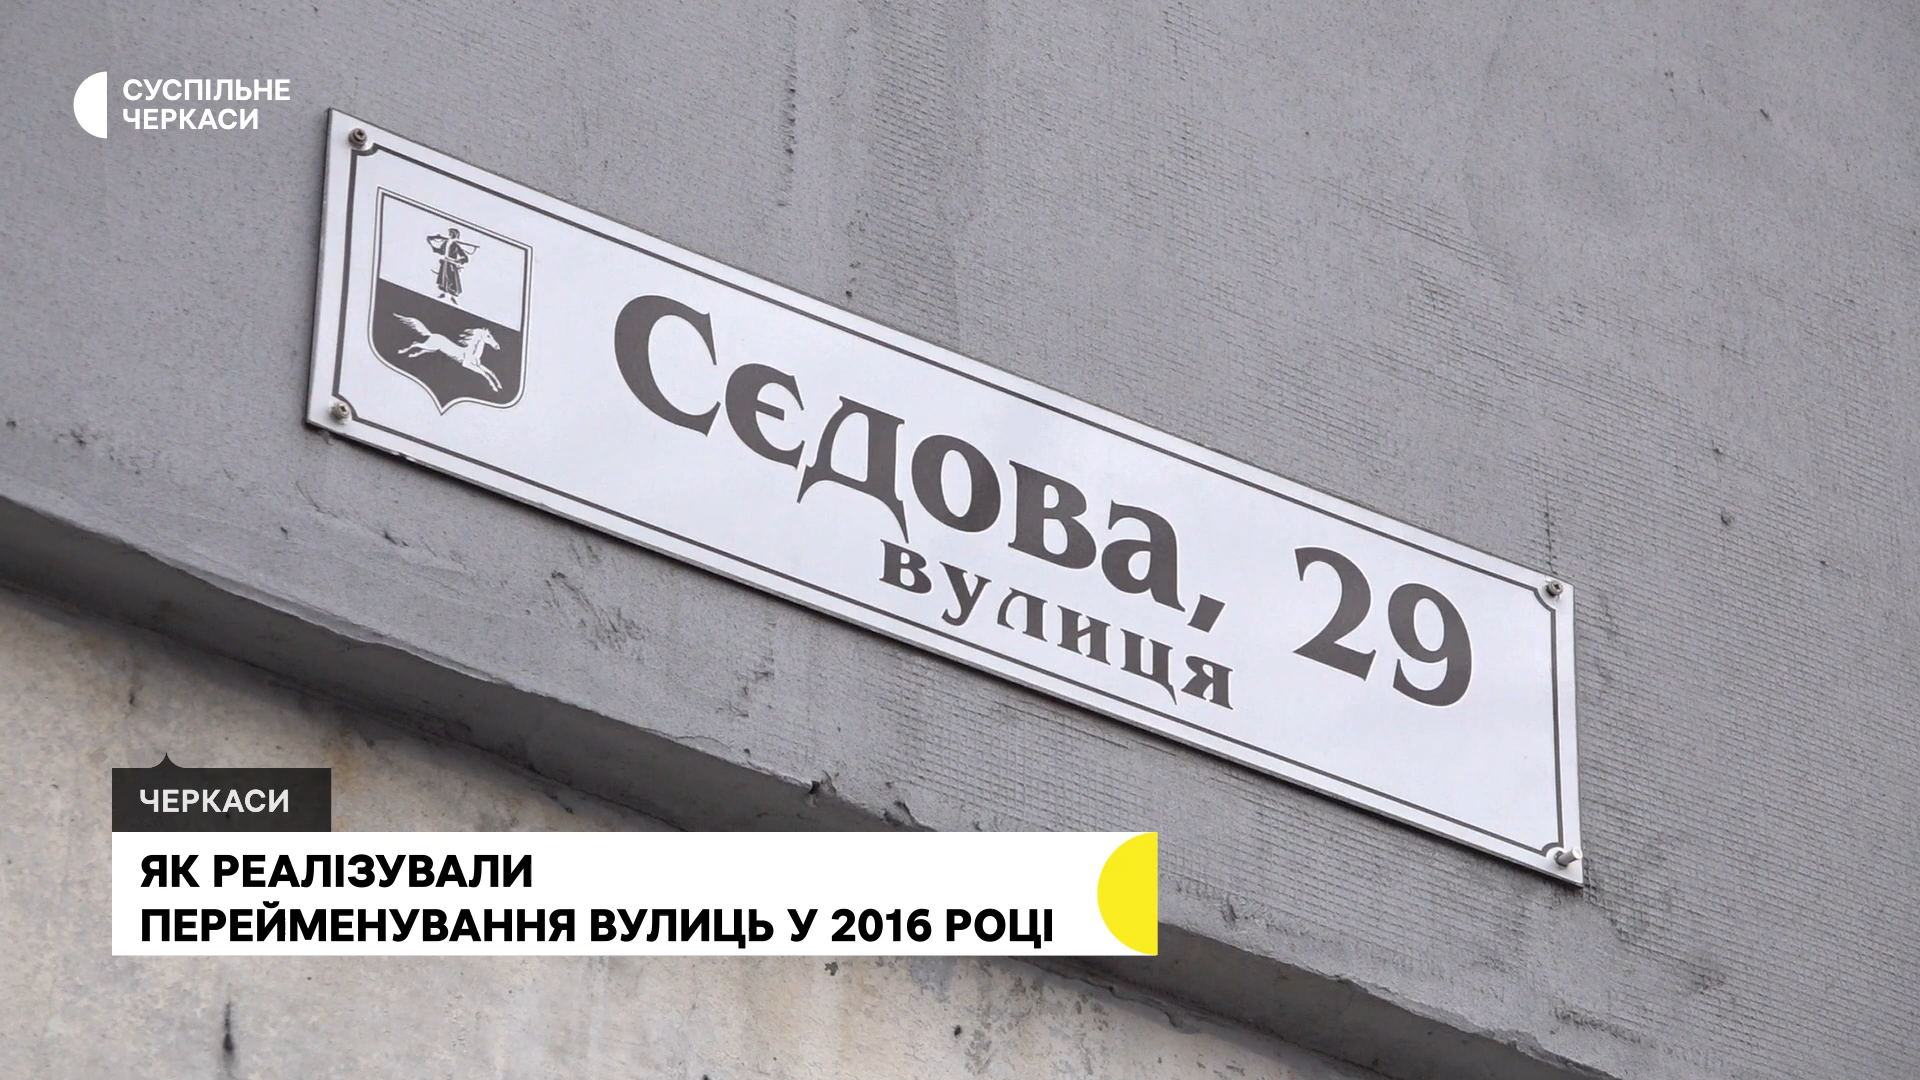 СУСПІЛЬНЕ
ЧЕРКАСИ
Сєдова, 29
вулиця
ЧЕРКАСИ
ЯК РЕАЛІЗУВАЛИ
ПЕРЕЙМЕНУВАННЯ ВУЛИЦЬ У 2016 РОЦІ